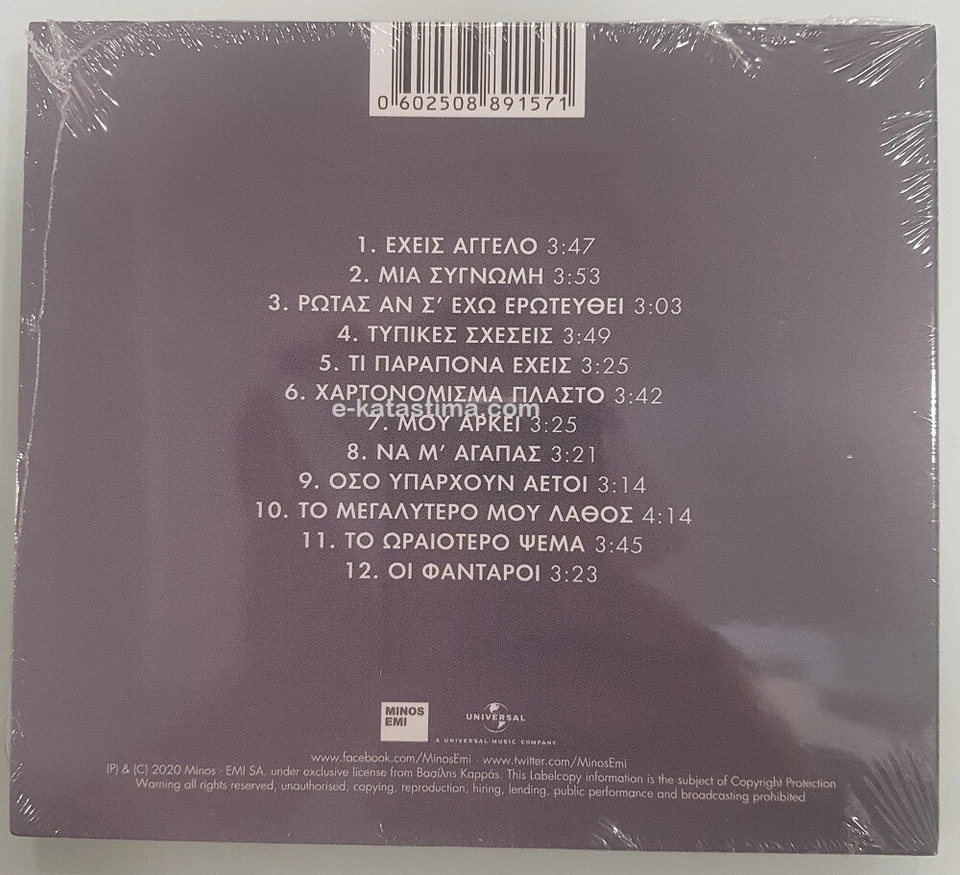 0 602508 891571
1. ΕΧΕΙΣ ΑΓΓΕΛΟ 3:47
2. ΜΙΑ ΣΥΓΝΩΜΗ 3:53
3. ΡΩΤΑΣ ΑΝ Σ' ΕΧΩ ΕΡΩΤΕΥΘΕΙ 3:03
4. ΤΥΠΙΚΕΣ ΣΧΕΣΕΙΣ 3:49
5. ΤΙ ΠΑΡΑΠΟΝΑ ΕΧΕΙΣ 3:25
6. ΧΑΡΤΟΝΟΜΙΣΜΑ ΠΛΑΣΤΟ 3:42
e-katastima.com
7. ΜΟΥ ΑΡΚΕΙ 3:25
8. ΝΑ Μ' ΑΓΑΠΑΣ 3:21
9. ΟΣΟ ΥΠΑΡΧΟΥΝ ΑΕΤΟΙ 3:14
10. ΤΟ ΜΕΓΑΛΥΤΕΡΟ ΜΟΥ ΛΑΘΟΣ 4:14
11. ΤΟ ΩΡΑΙΟΤΕΡΟ ΨΕΜΑ 3:45
12. ΟΙ ΦΑΝΤΑΡΟΙ 3:23
MINOS
EMI
UNIVERSAL
A UNIVERSAL MUSIC COMPANY
www.facebook.com/MinosEmi - www.twitter.com/MinosEmi
(P) & (C) 2020 Minos - EMI SA. under exclusive license from Βασίλης Καρράς. This Labelcopy information is the subject of Copyright Protection
Warning all rights reserved, unauthorised, copying, reproduction, hiring, lending, public performance and broadcasting prohibited